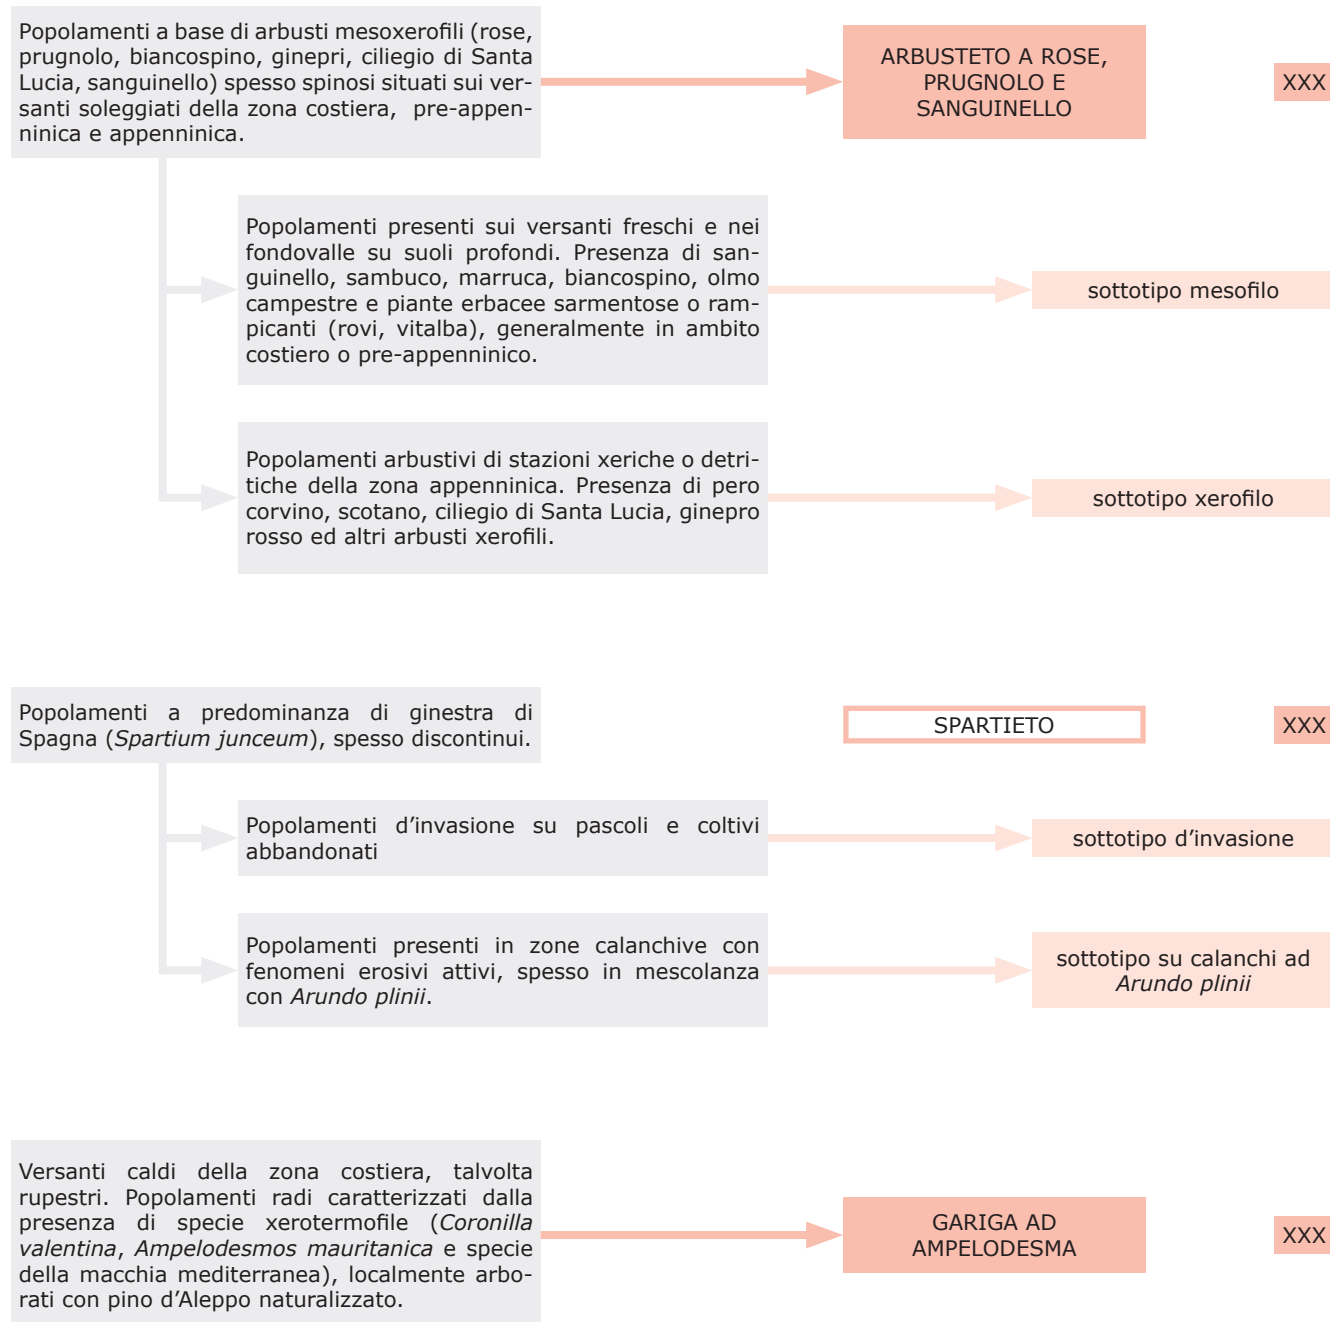 Popolamenti a base di arbusti mesoxerofili (rose,
prugnolo, biancospino, ginepri, ciliegio di Santa
Lucia, sanguinello) spesso spinosi situati sui ver-
santi soleggiati della zona costiera, pre-appen-
ninica e appenninica.
ARBUSTETO A ROSE,
PRUGNOLO E
SANGUINELLO
XXX
Popolamenti presenti sui versanti freschi e nei
fondovalle su suoli profondi. Presenza di san-
guinello, sambuco, marruca, biancospino, olmo
campestre e piante erbacee sarmentose o ram-
picanti (rovi, vitalba), generalmente in ambito
costiero o pre-appenninico.
sottotipo mesofilo
Popolamenti arbustivi di stazioni xeriche o detri-
tiche della zona appenninica. Presenza di pero
corvino, scotano, ciliegio di Santa Lucia, ginepro
rosso ed altri arbusti xerofili.
sottotipo xerofilo
Popolamenti a predominanza di ginestra di
Spagna (Spartium junceum), spesso discontinui.
SPARTIETO
XXX
Popolamenti d'invasione su pascoli e coltivi
abbandonati
sottotipo d'invasione
Popolamenti presenti in zone calanchive con
fenomeni erosivi attivi, spesso in mescolanza
con Arundo plinii.
sottotipo su calanchi ad
Arundo plinii
Versanti caldi della zona costiera, talvolta
rupestri. Popolamenti radi caratterizzati dalla
presenza di specie xerotermofile (Coronilla
valentina, Ampelodesmos mauritanica e specie
della macchia mediterranea), localmente arbo-
rati con pino d'Aleppo naturalizzato.
GARIGA AD
AMPELODESMA
XXX